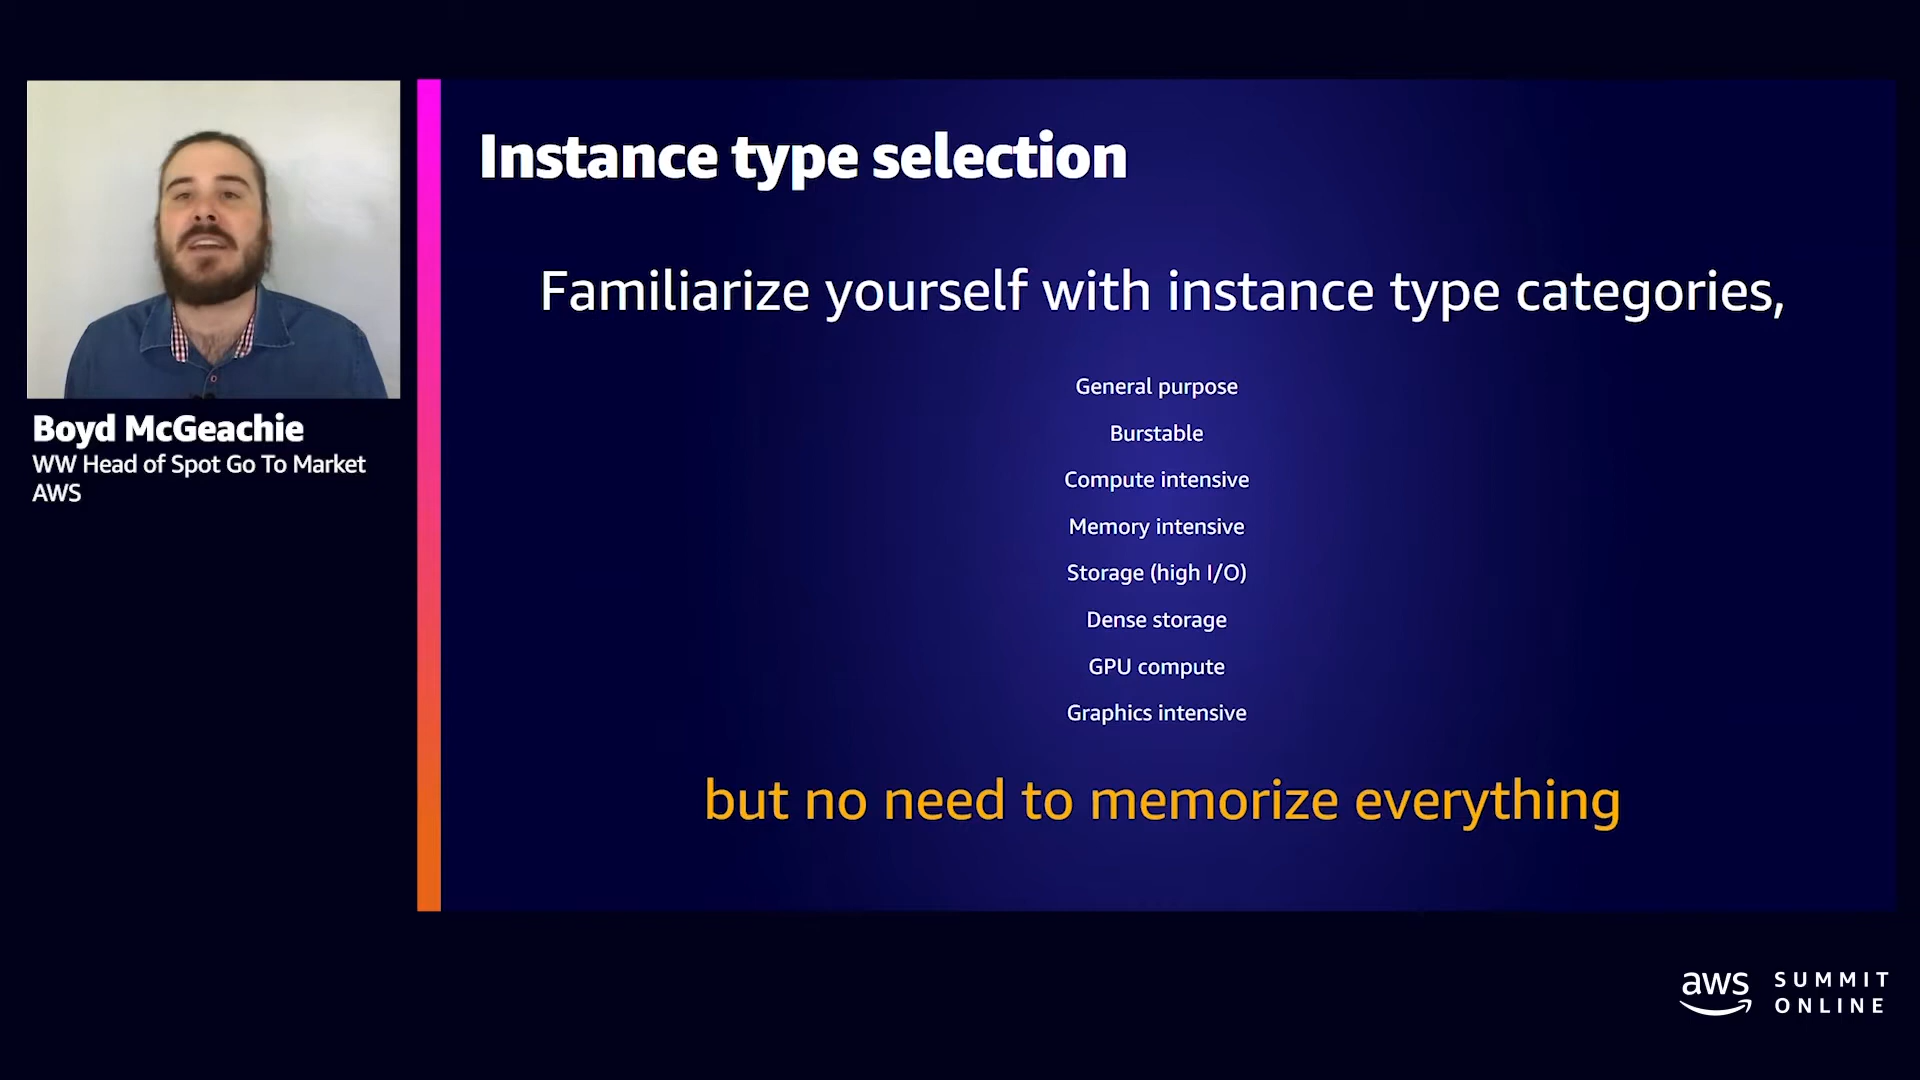 Boyd McGeachie
WW Head of Spot Go To Market
AWS
Instance type selection
Familiarize yourself with instance type categories,
General purpose
Burstable
Compute intensive
Memory intensive
Storage (high I/O)
Dense storage
GPU compute
Graphics intensive
but no need to memorize everything
aws
SUMMIT
ONLINE